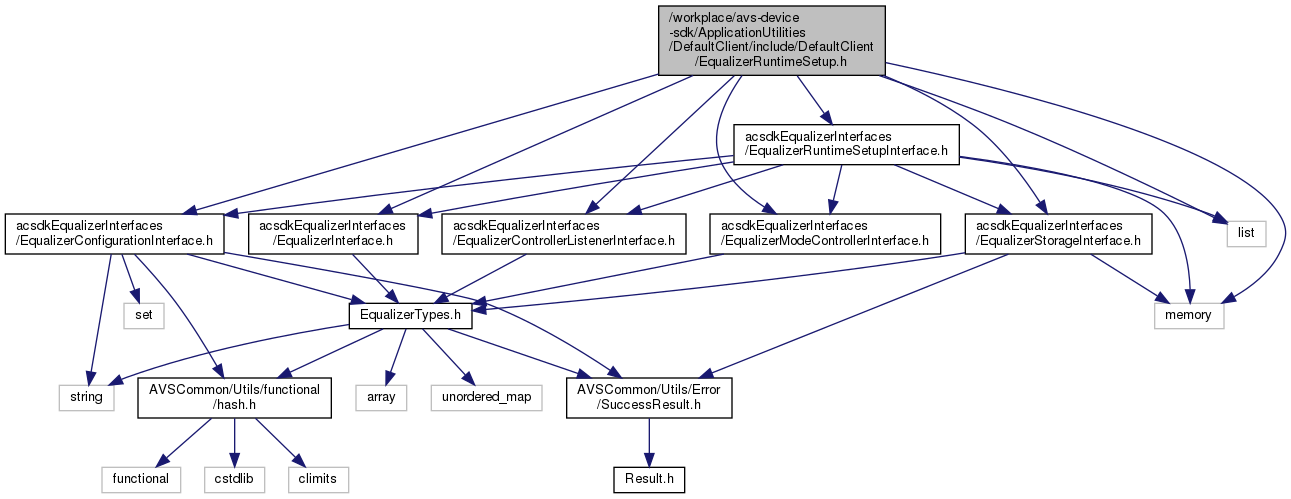 /workplace/avs-device
-sdk/ApplicationUtilities
/DefaultClient/include/DefaultClient
/EqualizerRuntimeSetup.h
acsdkEqualizerInterfaces
/EqualizerRuntimeSetupInterface.h
acsdkEqualizerInterfaces
/EqualizerConfigurationInterface.h
acsdkEqualizerInterfaces
/EqualizerInterface.h
acsdkEqualizerInterfaces
/EqualizerControllerListenerInterface.h
acsdkEqualizerInterfaces
/EqualizerModeControllerInterface.h
acsdkEqualizerInterfaces
/EqualizerStorageInterface.h
list
set
EqualizerTypes.h
memory
string
AVSCommon/Utils/functional
/hash.h
array
unordered_map
AVSCommon/Utils/Error
/SuccessResult.h
functional
cstdlib
climits
Result.h